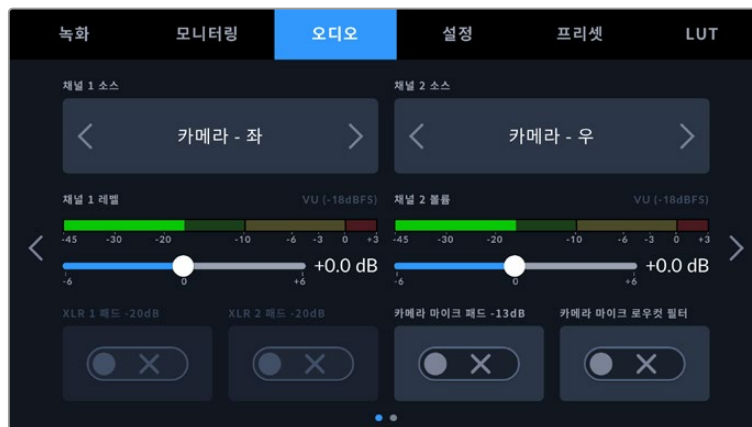 녹화 모니터링 오디오 설정 프리셋 LUT
채널 1 소스 채널 2 소스
카메라 - 좌 카메라 - 우
채널 1 레벨 VU (-18dBFS) 채널 2 볼륨 VU (-18dBFS)
-45 -30 -20 -10 -6 -3 0 +3 -45 -30 -20 -10 -6 -3 0 +3
+0.0 dB +0.0 dB
-6 0 +6 -6 0 +6
XLR 1 패드 -20dB XLR 2 패드 -20dB 카메라 마이크 패드 -13dB 카메라 마이크 로우컷 필터